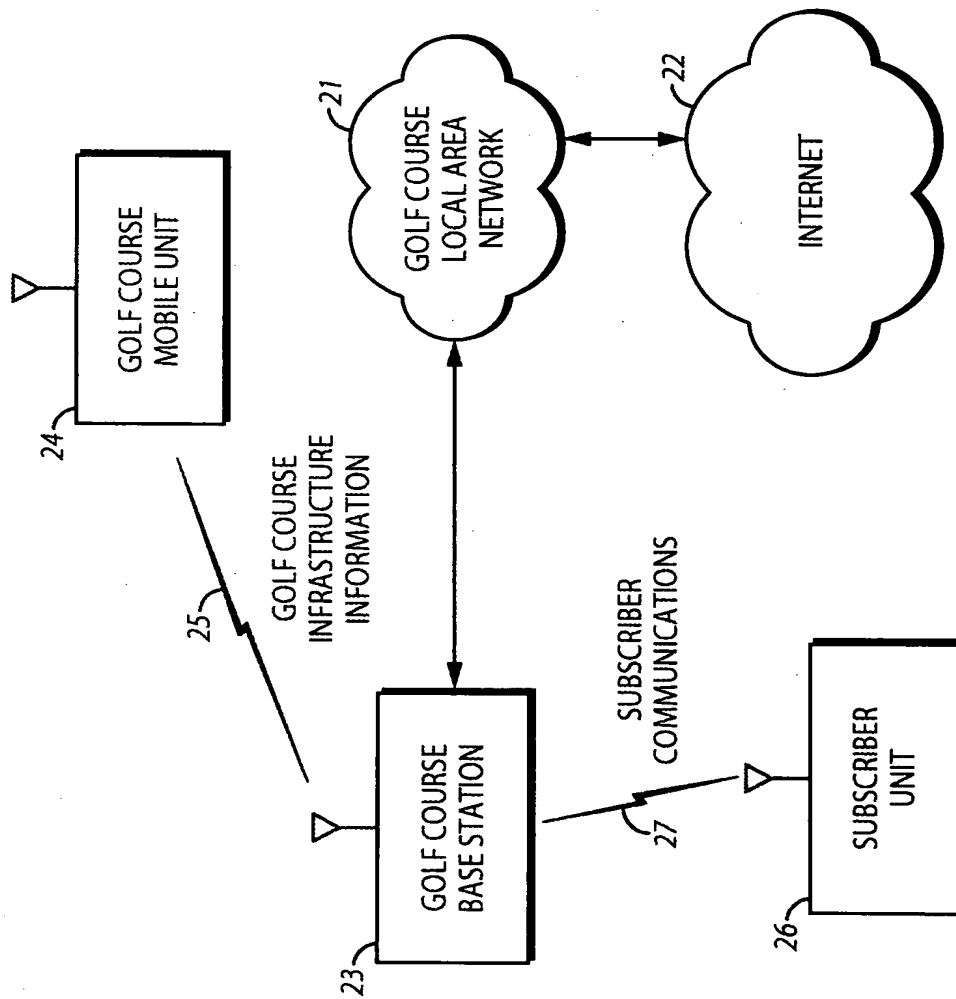 24
GOLF COURSE
MOBILE UNIT
25
GOLF COURSE
INFRASTRUCTURE
INFORMATION
21
GOLF COURSE
LOCAL AREA
NETWORK
23
GOLF COURSE
BASE STATION
22
INTERNET
27
SUBSCRIBER
COMMUNICATIONS
26
SUBSCRIBER
UNIT